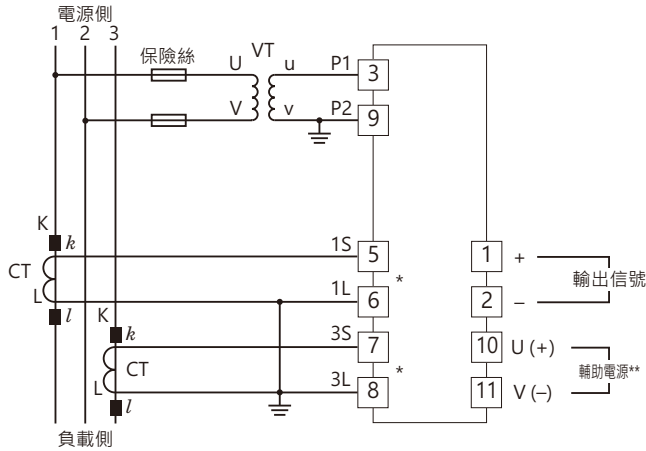 電源側
1 2 3
保險絲
VT
U u P1 3
V v P2 9
K
k
1S 5
CT
*
1 +
輸出信號
L
1L 6
2 –
l
K
k
3S 7
10 U (+)
CT
*
輔助電源**
L
3L 8
11 V (–)
l
負載側